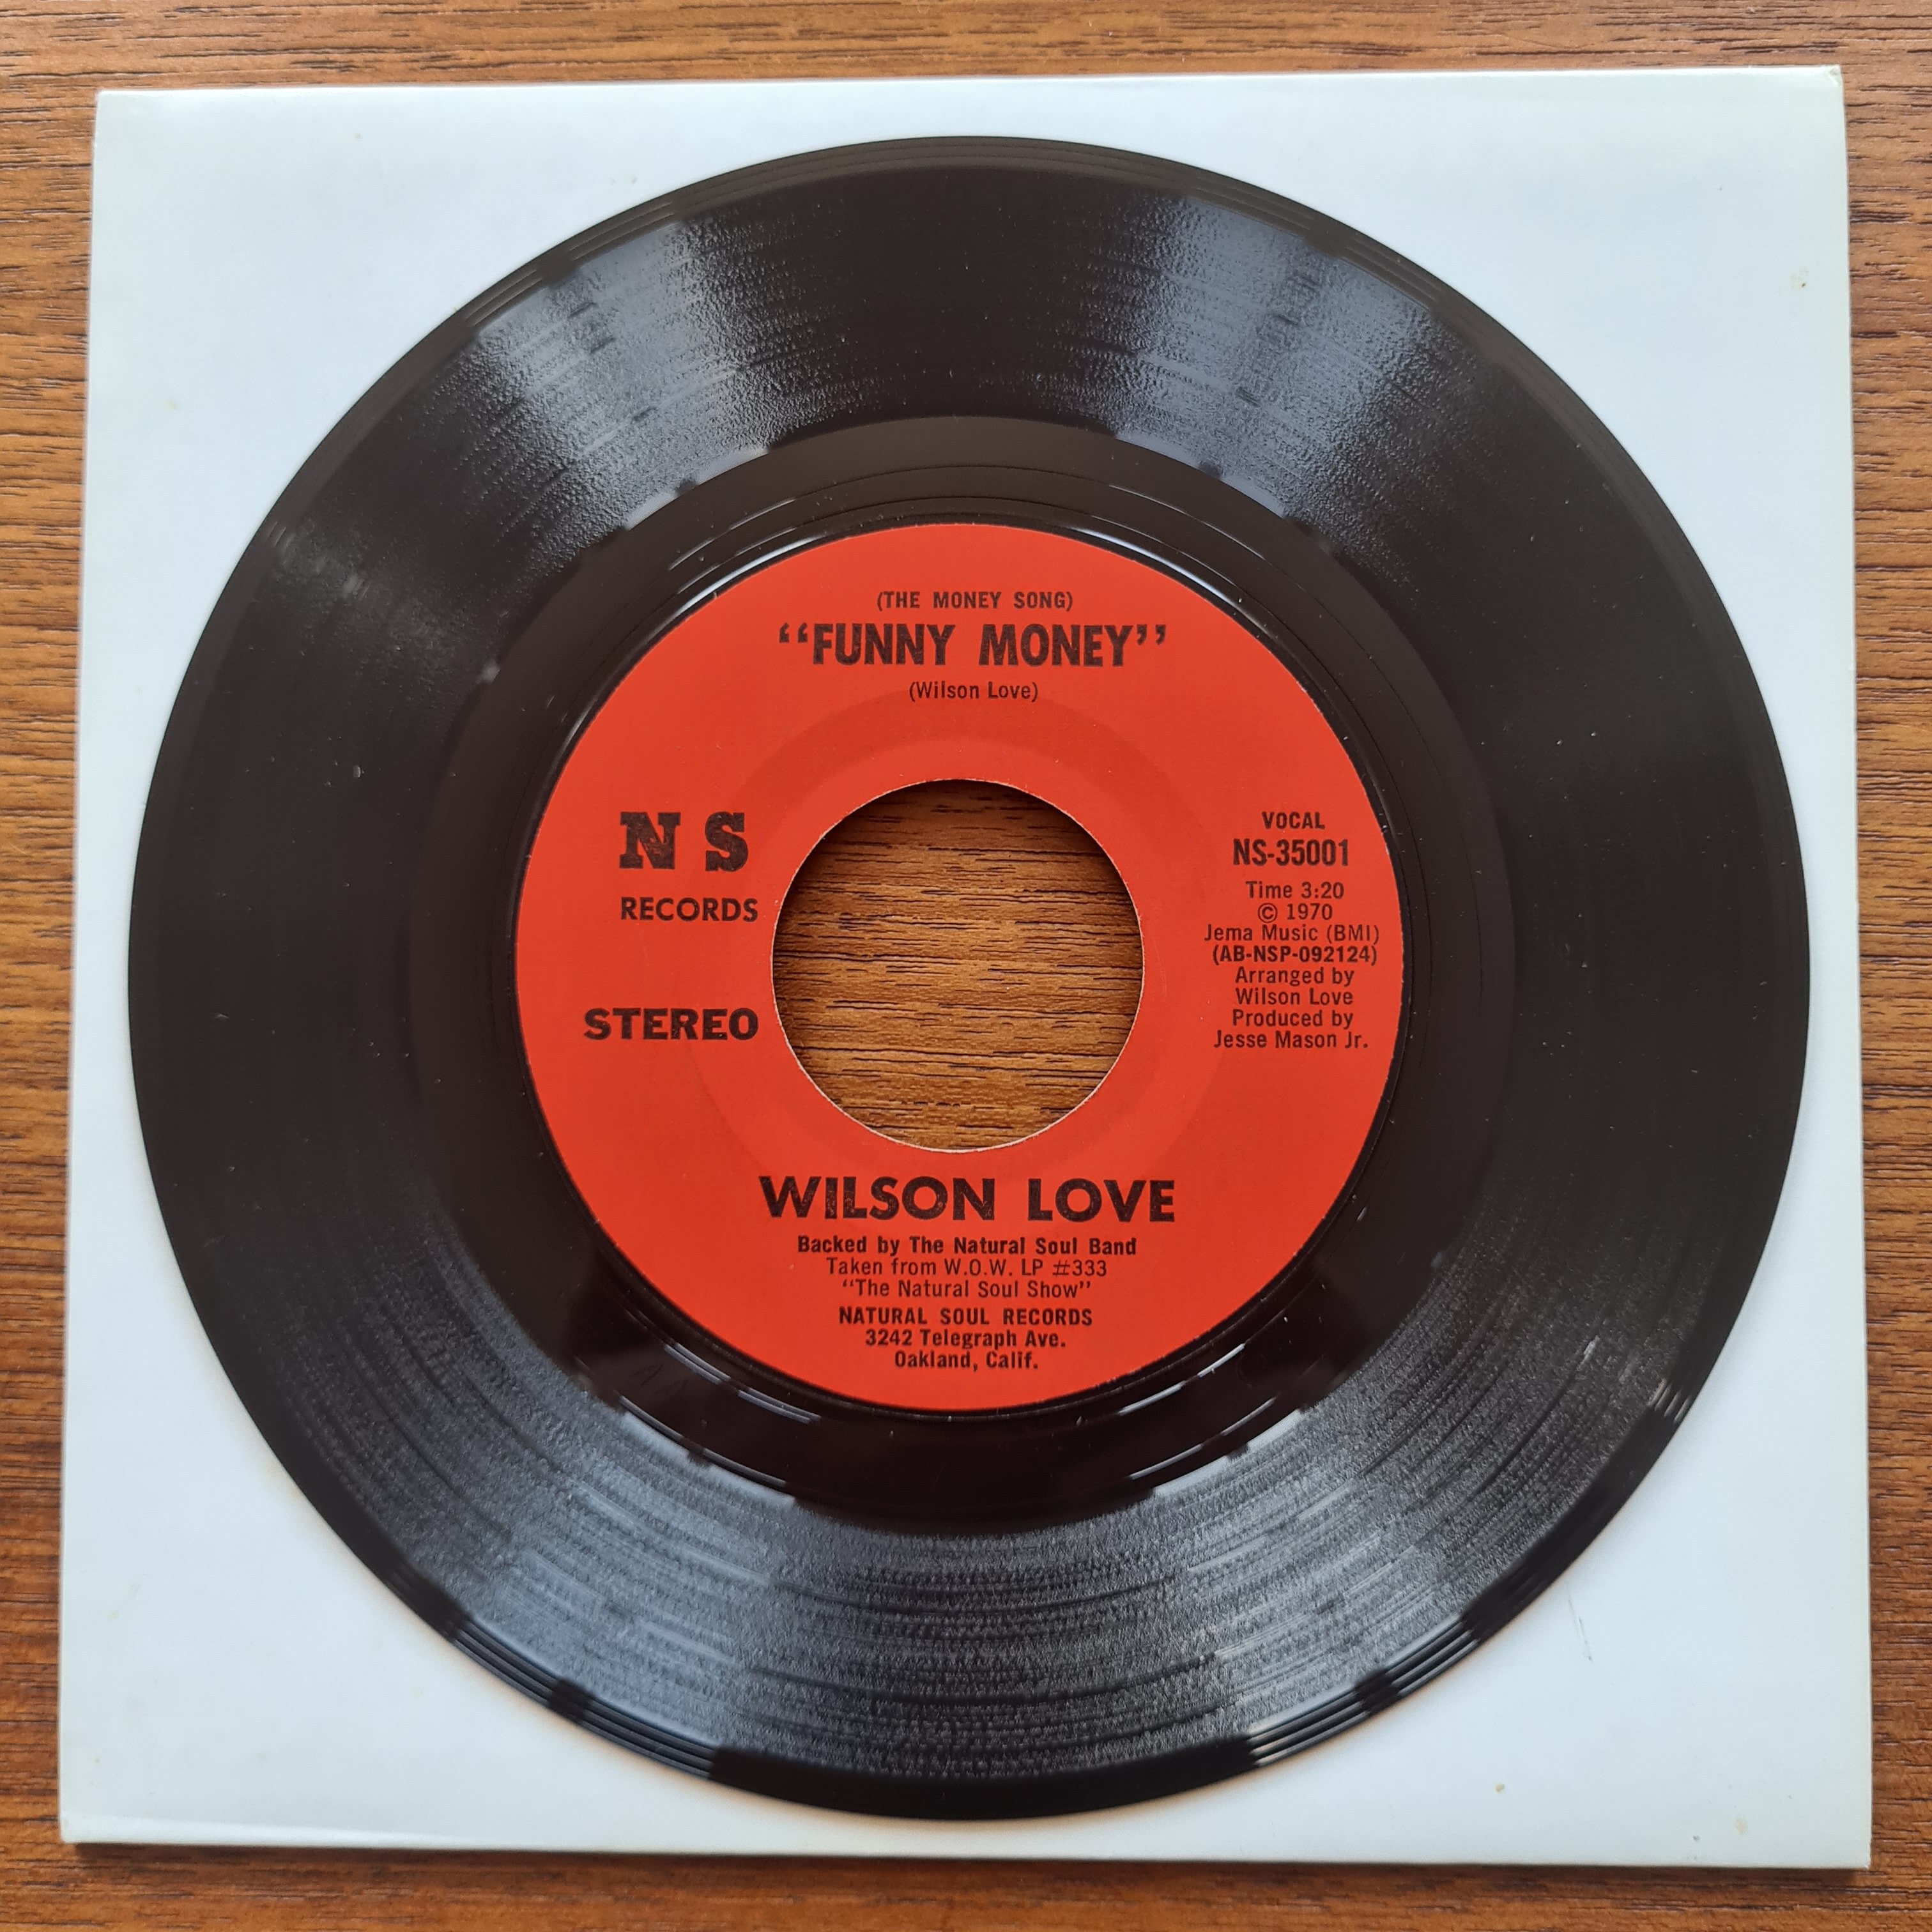 (THE MONEY SONG)
“FUNNY MONEY”
(Wilson Love)
N S
RECORDS
STEREO
VOCAL
NS-35001
Time 3:20
© 1970
Jema Music (BMI)
(AB-NSP-092124)
Arranged by
Wilson Love
Produced by
Jesse Mason Jr.
WILSON LOVE
Backed by The Natural Soul Band
Taken from W.O.W. LP #333
“The Natural Soul Show”
NATURAL SOUL RECORDS
3242 Telegraph Ave.
Oakland, Calif.